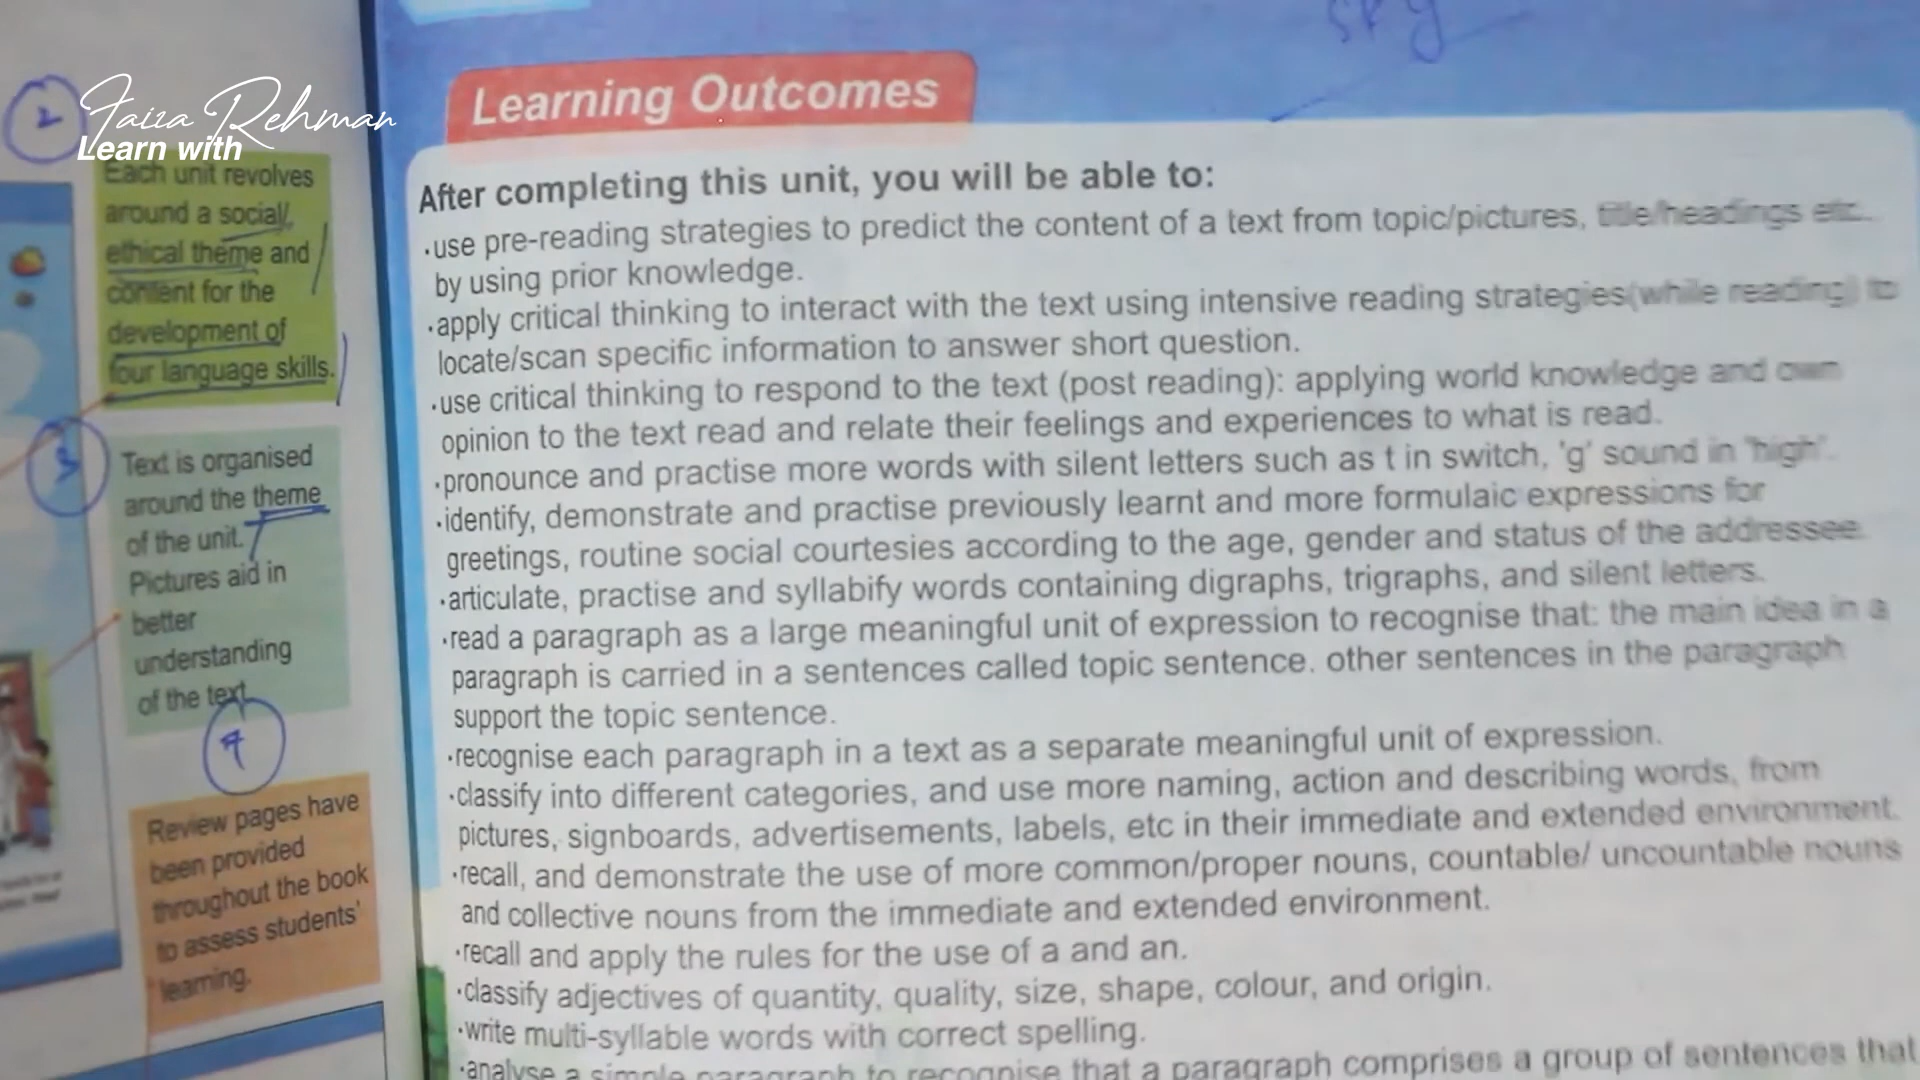 2
Faiza Rehman
Learn with
Each unit revolves
around a social/
ethical theme and
content for the
development of
four language skills.
3
Text is organised
around the theme
of the unit.
Pictures aid in
better
understanding
of the text
4
Review pages have
been provided
throughout the book
to assess students'
learning.
Learning Outcomes
After completing this unit, you will be able to:
·use pre-reading strategies to predict the content of a text from topic/pictures, title/headings etc.
by using prior knowledge.
·apply critical thinking to interact with the text using intensive reading strategies(while reading) to
locate/scan specific information to answer short question.
·use critical thinking to respond to the text (post reading): applying world knowledge and own
opinion to the text read and relate their feelings and experiences to what is read.
·pronounce and practise more words with silent letters such as t in switch, 'g' sound in 'high'.
·identify, demonstrate and practise previously learnt and more formulaic expressions for
greetings, routine social courtesies according to the age, gender and status of the addressee.
·articulate, practise and syllabify words containing digraphs, trigraphs, and silent letters.
·read a paragraph as a large meaningful unit of expression to recognise that: the main idea in a
paragraph is carried in a sentences called topic sentence. other sentences in the paragraph
support the topic sentence.
·recognise each paragraph in a text as a separate meaningful unit of expression.
·classify into different categories, and use more naming, action and describing words, from
pictures, signboards, advertisements, labels, etc in their immediate and extended environment.
·recall, and demonstrate the use of more common/proper nouns, countable/ uncountable nouns
and collective nouns from the immediate and extended environment.
·recall and apply the rules for the use of a and an.
·classify adjectives of quantity, quality, size, shape, colour, and origin.
·write multi-syllable words with correct spelling.
·analyse a simple paragraph to recognise that a paragraph comprises a group of sentences that